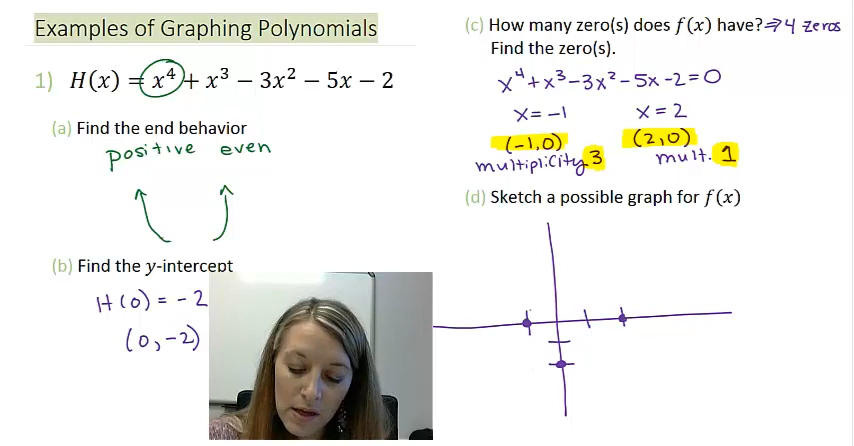 Examples of Graphing Polynomials
1) H(x) = x⁴ + x³ − 3x² − 5x − 2
(a) Find the end behavior
positive even
(b) Find the y-intercept
H(0) = -2
(0, -2)
(c) How many zero(s) does f(x) have? ⇒ 4 zeros
Find the zero(s).
x⁴+x³-3x²-5x-2=0
x=-1 x=2
(-1,0) (2,0)
multiplicity 3 mult. 1
(d) Sketch a possible graph for f(x)